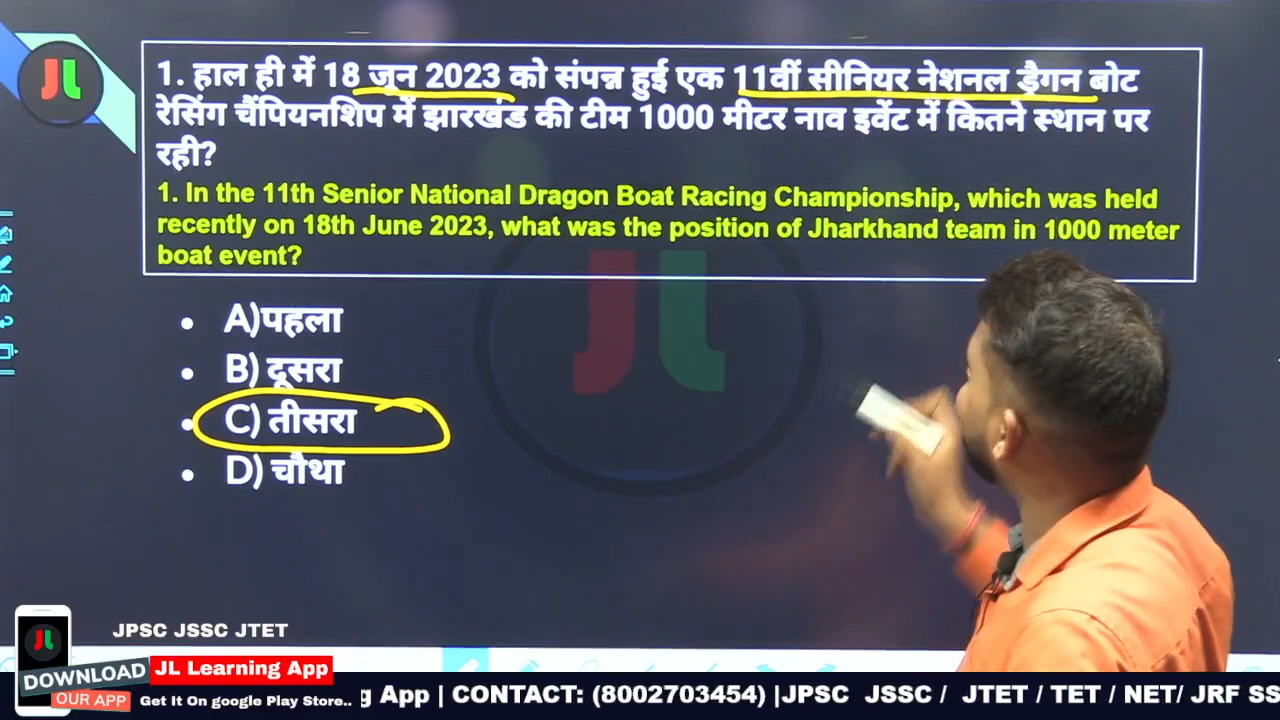 JL
1. हाल ही में 18 जून 2023 को संपन्न हुई एक 11वीं सीनियर नेशनल ड्रैगन बोट
रेसिंग चैंपियनशिप में झारखंड की टीम 1000 मीटर नाव इवेंट में कितने स्थान पर
रही?
1. In the 11th Senior National Dragon Boat Racing Championship, which was held
recently on 18th June 2023, what was the position of Jharkhand team in 1000 meter
boat event?
JL
• A)पहला
• B) दूसरा
• C) तीसरा
• D) चौथा
JPSC JSSC JTET
JL
DOWNLOAD JL Learning App
OUR APP Get It On google Play Store..
g App | CONTACT: (8002703454) |JPSC JSSC / JTET / TET / NET/ JRF SS